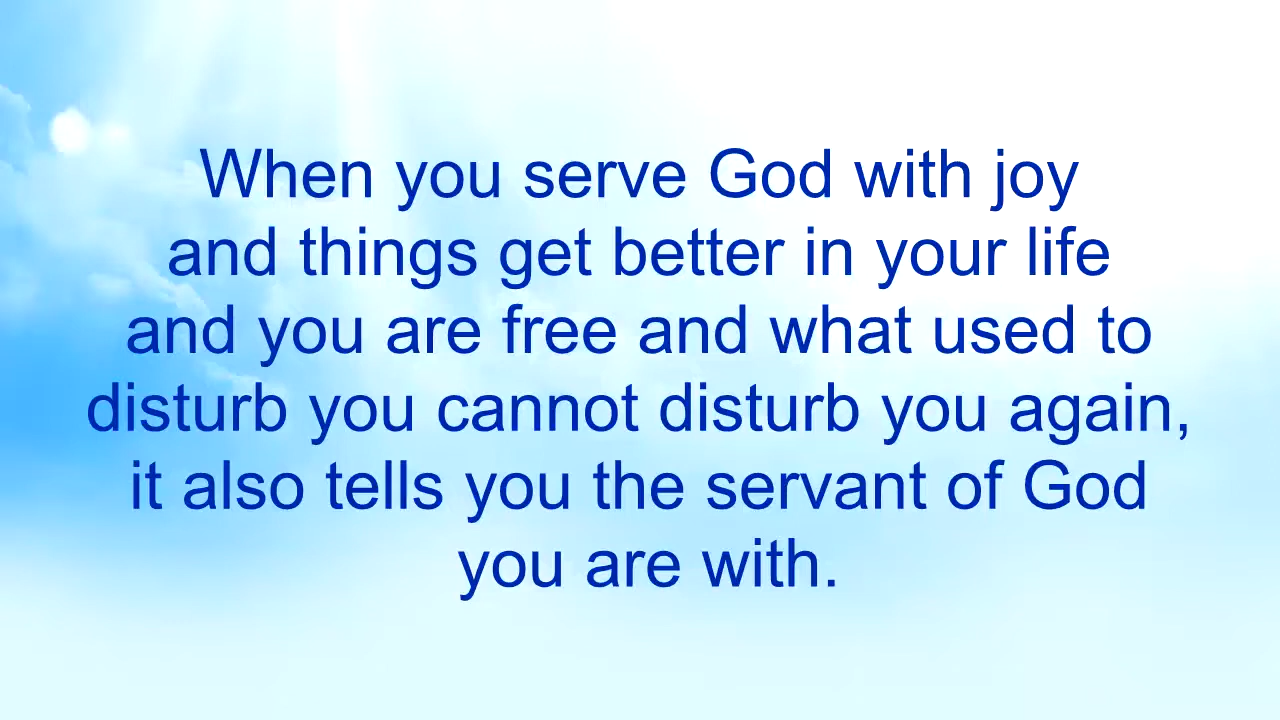 When you serve God with joy
and things get better in your life
and you are free and what used to
disturb you cannot disturb you again,
it also tells you the servant of God
you are with.